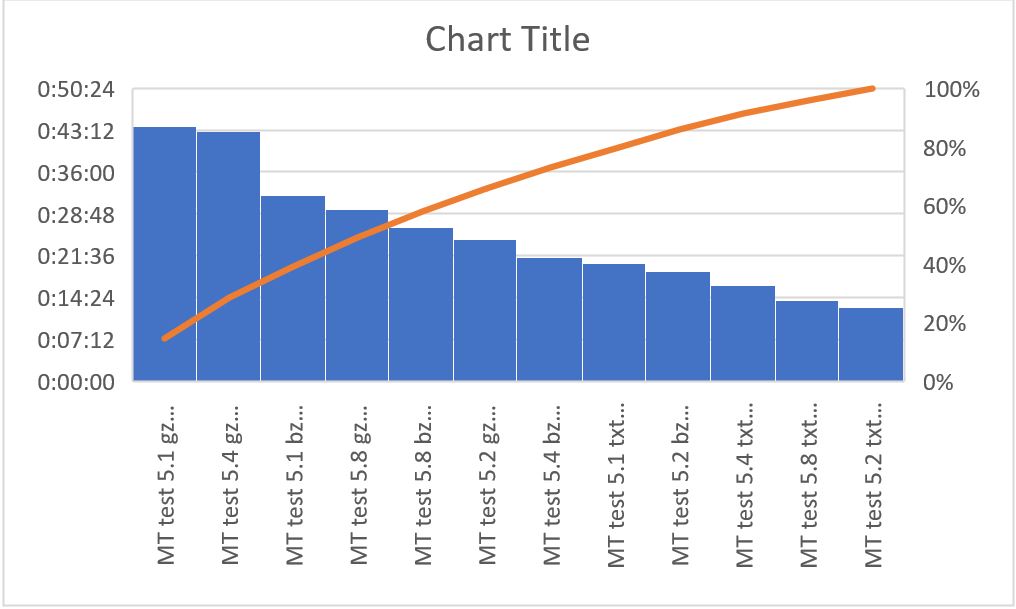 Chart Title
0:50:24
0:43:12
0:36:00
0:28:48
0:21:36
0:14:24
0:07:12
0:00:00
100%
80%
60%
40%
20%
0%
MT test 5.1 gz...
MT test 5.4 gz...
MT test 5.1 bz...
MT test 5.8 gz...
MT test 5.8 bz...
MT test 5.2 gz...
MT test 5.4 bz...
MT test 5.1 txt...
MT test 5.2 bz...
MT test 5.4 txt...
MT test 5.8 txt...
MT test 5.2 txt...